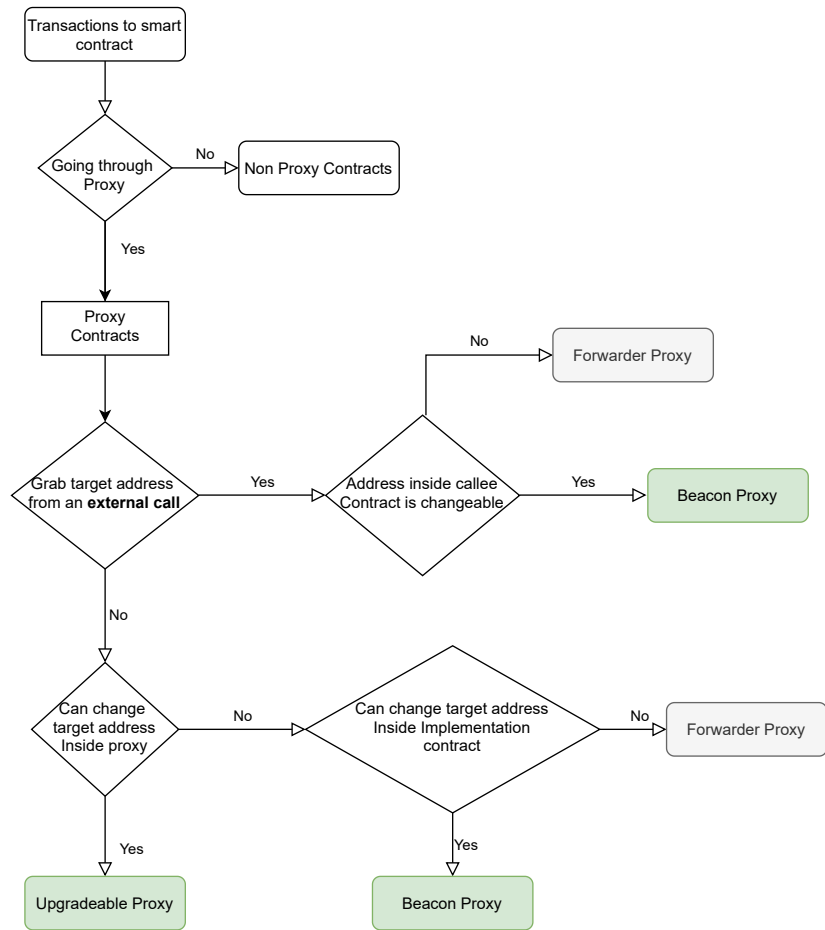 Transactions to smart
contract
Going through
Proxy
No
Non Proxy Contracts
Yes
Proxy
Contracts
No
Forwarder Proxy
Grab target address
from an external call
Yes
Address inside callee
Contract is changeable
Yes
Beacon Proxy
No
Can change
target address
Inside proxy
No
Can change target address
Inside Implementation
contract
No
Forwarder Proxy
Yes
Upgradeable Proxy
Yes
Beacon Proxy